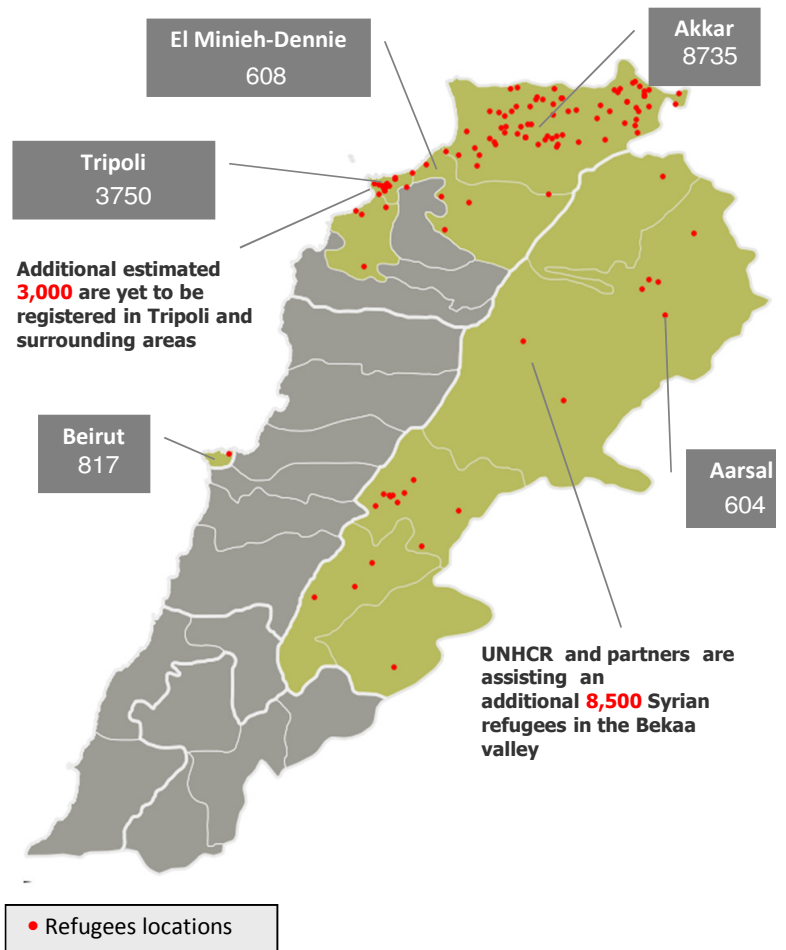 El Minieh-Dennie
608
Akkar
8735
Tripoli
3750
Additional estimated
3,000 are yet to be
registered in Tripoli and
surrounding areas
Beirut
817
Aarsal
604
UNHCR and partners are
assisting an
additional 8,500 Syrian
refugees in the Bekaa
valley
Refugees locations